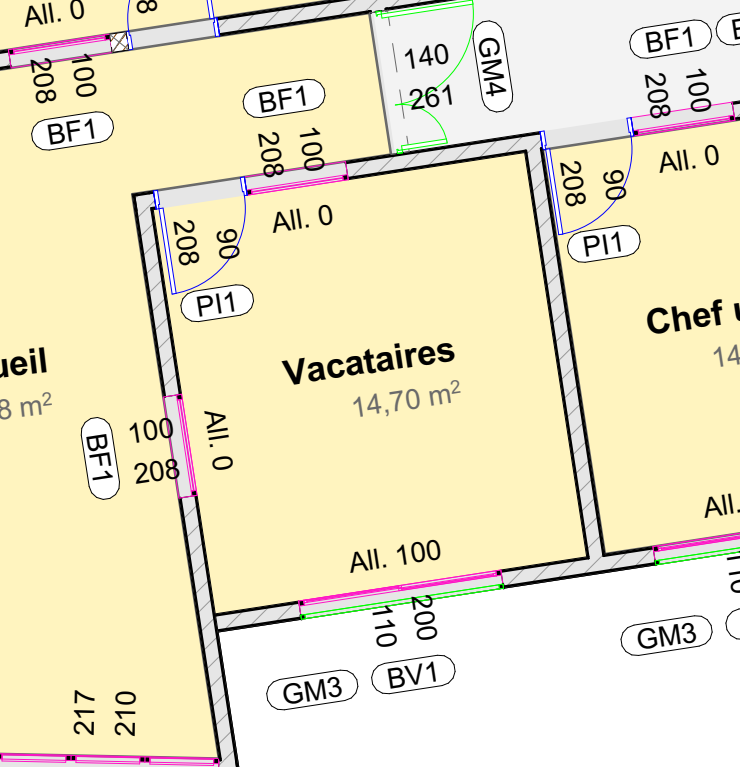 All. 0
8
208
100
BF1
BF1
208
100
140
261
GM4
BF1
208
100
All. 0
All. 0
208
90
PI1
208
90
PI1
ueil
8 m²
Vacataires
14,70 m²
Chef u
14
BF1
100
208
All. 0
All. 100
All.
110
200
GM3
BV1
GM3
110
217
210